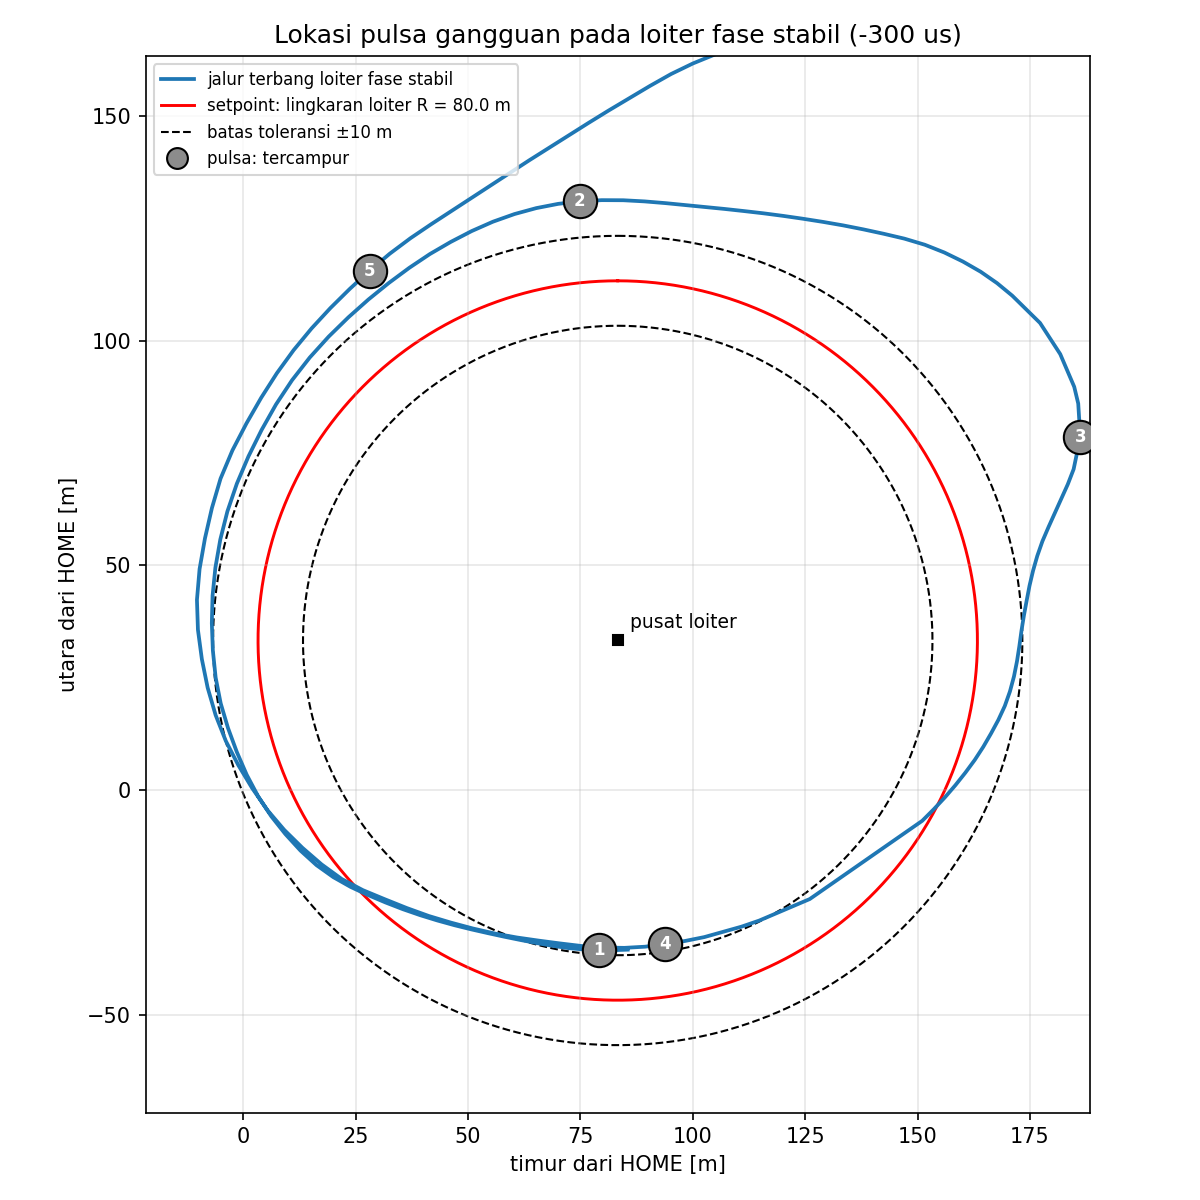 Lokasi pulsa gangguan pada loiter fase stabil (-300 us)
jalur terbang loiter fase stabil
setpoint: lingkaran loiter R = 80.0 m
batas toleransi ±10 m
pulsa: tercampur
150
100
50
0
−50
utara dari HOME [m]
2
5
3
pusat loiter
1
4
0
25
50
75
100
125
150
175
timur dari HOME [m]